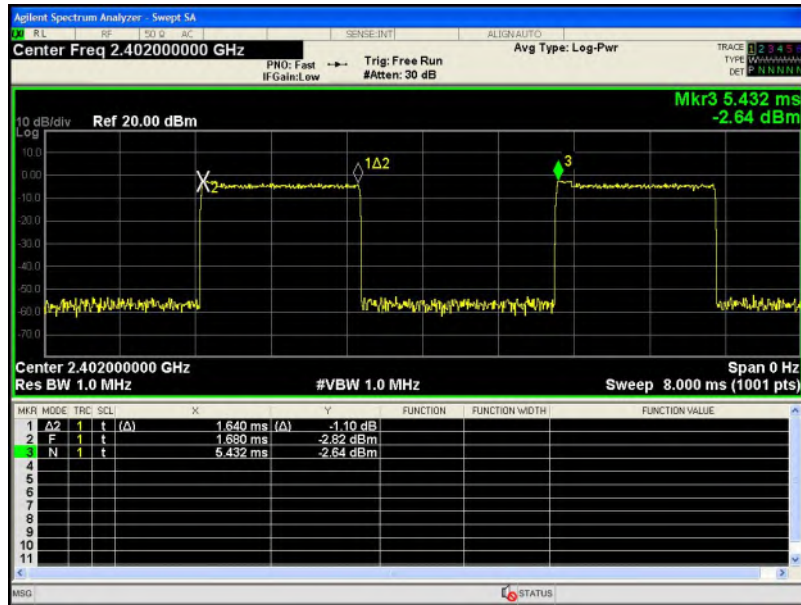 Agilent Spectrum Analyzer - Swept SA
RL RF 50 Ω AC SENSE:INT ALIGNAUTO
Center Freq 2.402000000 GHz Avg Type: Log-Pwr TRACE 1 2 3 4 5 6
PNO: Fast Trig: Free Run TYPE
IFGain:Low #Atten: 30 dB DET P N N N N N
Mkr3 5.432 ms
10 dB/div Ref 20.00 dBm -2.64 dBm
Log
10.0
1Δ2 3
0.00
2
-10.0
-20.0
-30.0
-40.0
-50.0
-60.0
-70.0
Center 2.402000000 GHz Span 0 Hz
Res BW 1.0 MHz #VBW 1.0 MHz Sweep 8.000 ms (1001 pts)
MKR MODE TRC SCL X Y FUNCTION FUNCTION WIDTH FUNCTION VALUE
1 Δ2 1 t (Δ) 1.640 ms (Δ) -1.10 dB
2 F 1 t 1.680 ms -2.82 dBm
3 N 1 t 5.432 ms -2.64 dBm
4
5
6
7
8
9
10
11
MSG STATUS